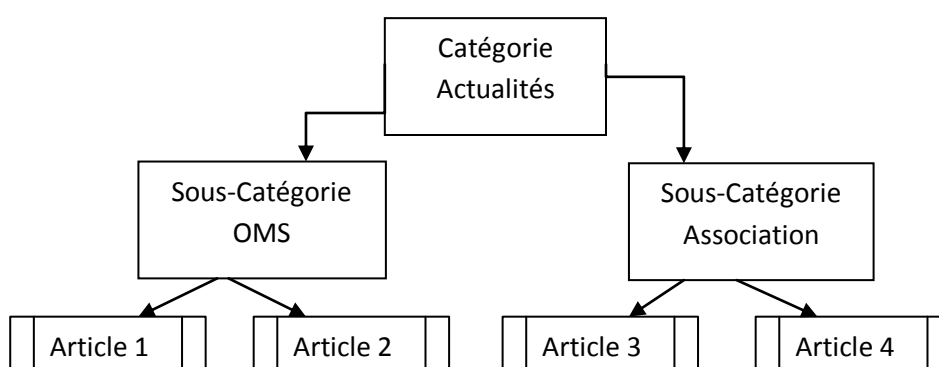 Catégorie
Actualités
Sous-Catégorie
OMS
Sous-Catégorie
Association
Article 1
Article 2
Article 3
Article 4